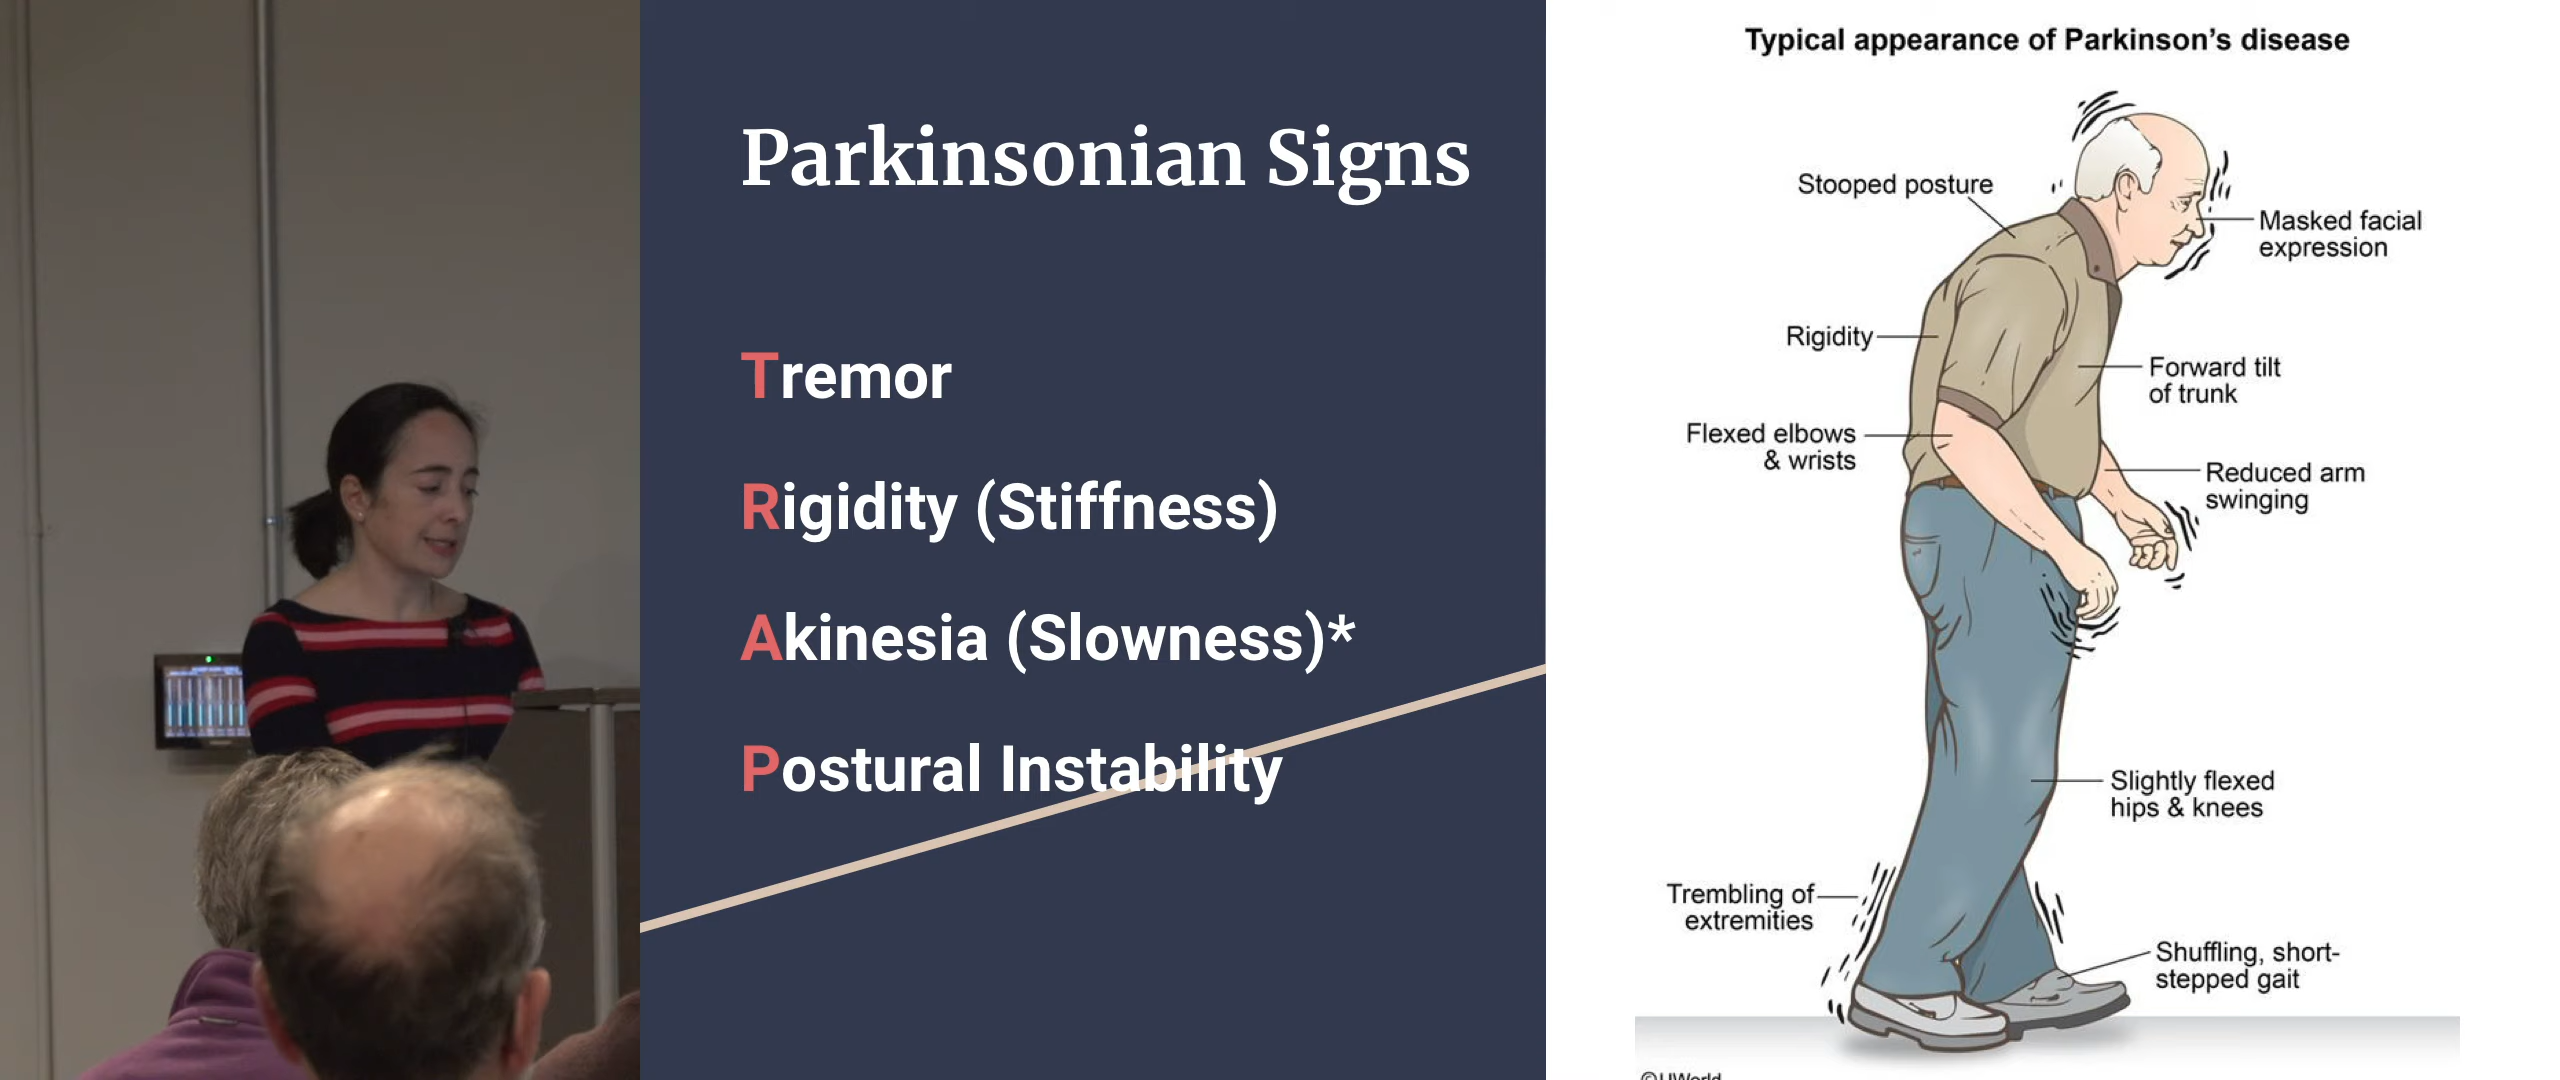 Parkinsonian Signs
Tremor
Rigidity (Stiffness)
Akinesia (Slowness)*
Postural Instability
Typical appearance of Parkinson's disease
Stooped posture
Masked facial
expression
Rigidity
Forward tilt
of trunk
Flexed elbows
& wrists
Reduced arm
swinging
Slightly flexed
hips & knees
Trembling of
extremities
Shuffling, short-
stepped gait
©UWorld